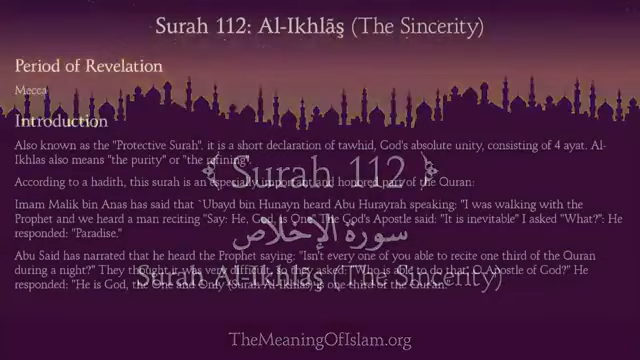 Surah 112: Al-Ikhlāş (The Sincerity)
Period of Revelation
Mecca
Introduction
Also known as the "Protective Surah", it is a short declaration of tawhid, God's absolute unity, consisting of 4 ayat. Al-
Ikhlas also means "the purity" or "the refining".
﴾ Surah 112 ﴿
According to a hadith, this surah is an especially important and honored part of the Quran:
Imam Malik bin Anas has said that `Ubayd bin Hunayn heard Abu Hurayrah speaking: "I was walking with the
Prophet and we heard a man reciting "Say: He, God, is One". The God's Apostle said: "It is inevitable" I asked "What?": He
responded: "Paradise."
سورة الإخلاص
Abu Said has narrated that he heard the Prophet saying: "Isn't every one of you able to recite one third of the Quran
during a night?" They thought it was very difficult, so they asked: "Who is able to do that, O Apostle of God?" He
responded: "He is God, the One and Only' (Surah Al-Ikhlas) is one third of the Quran."
Surah Al-Ikhlāş (The Sincerity)
TheMeaningOfIslam.org